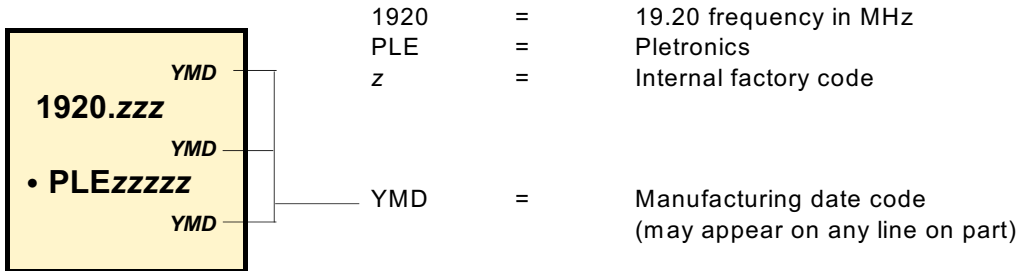 1920 = 19.20 frequency in MHz
PLE = Pletronics
z = Internal factory code
YMD
1920.zzz
YMD
• PLEzzzzz
YMD
YMD = Manufacturing date code
(may appear on any line on part)